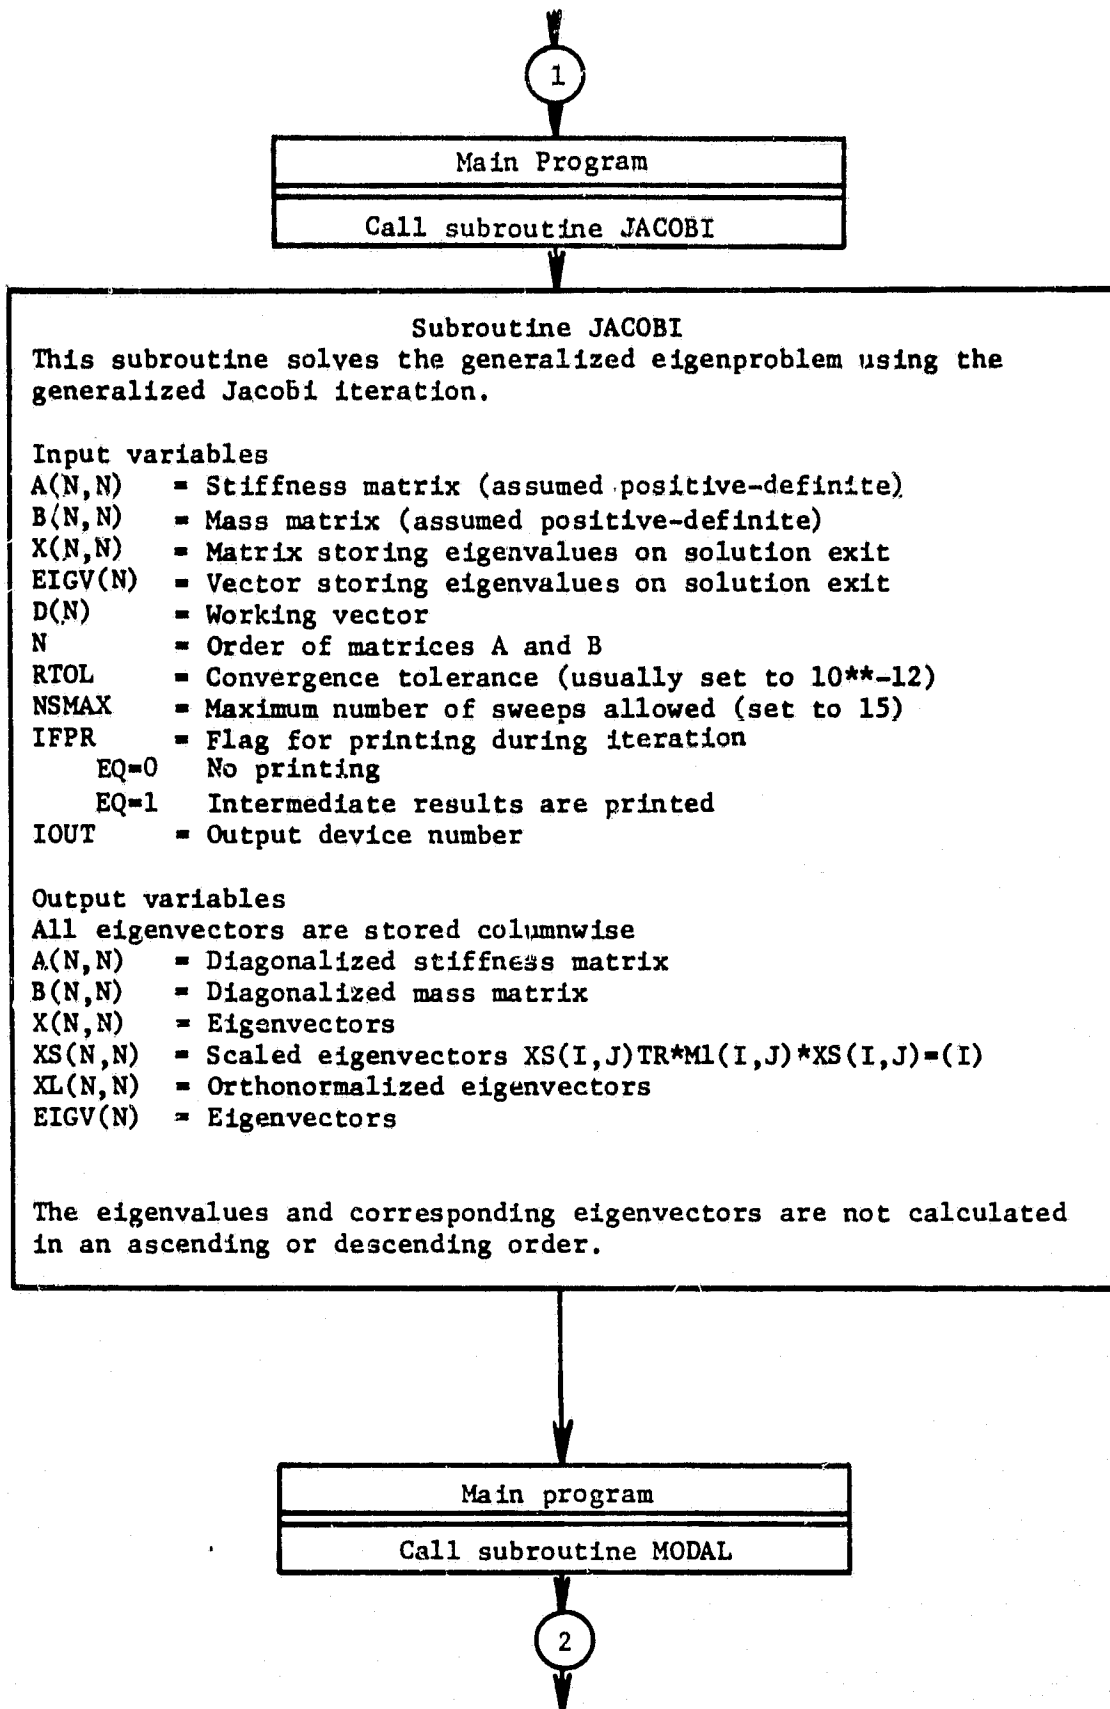 1
Main Program
Call subroutine JACOBI
Subroutine JACOBI
This subroutine solves the generalized eigenproblem using the
generalized Jacobi iteration.
Input variables
A(N,N) = Stiffness matrix (assumed positive-definite)
B(N,N) = Mass matrix (assumed positive-definite)
X(N,N) = Matrix storing eigenvalues on solution exit
EIGV(N) = Vector storing eigenvalues on solution exit
D(N) = Working vector
N = Order of matrices A and B
RTOL = Convergence tolerance (usually set to 10**-12)
NSMAX = Maximum number of sweeps allowed (set to 15)
IFPR = Flag for printing during iteration
EQ=0 No printing
EQ=1 Intermediate results are printed
IOUT = Output device number
Output variables
All eigenvectors are stored columnwise
A(N,N) = Diagonalized stiffness matrix
B(N,N) = Diagonalized mass matrix
X(N,N) = Eigenvectors
XS(N,N) = Scaled eigenvectors XS(I,J)TR*M1(I,J)*XS(I,J)=(I)
XL(N,N) = Orthonormalized eigenvectors
EIGV(N) = Eigenvectors
The eigenvalues and corresponding eigenvectors are not calculated
in an ascending or descending order.
Main program
Call subroutine MODAL
2